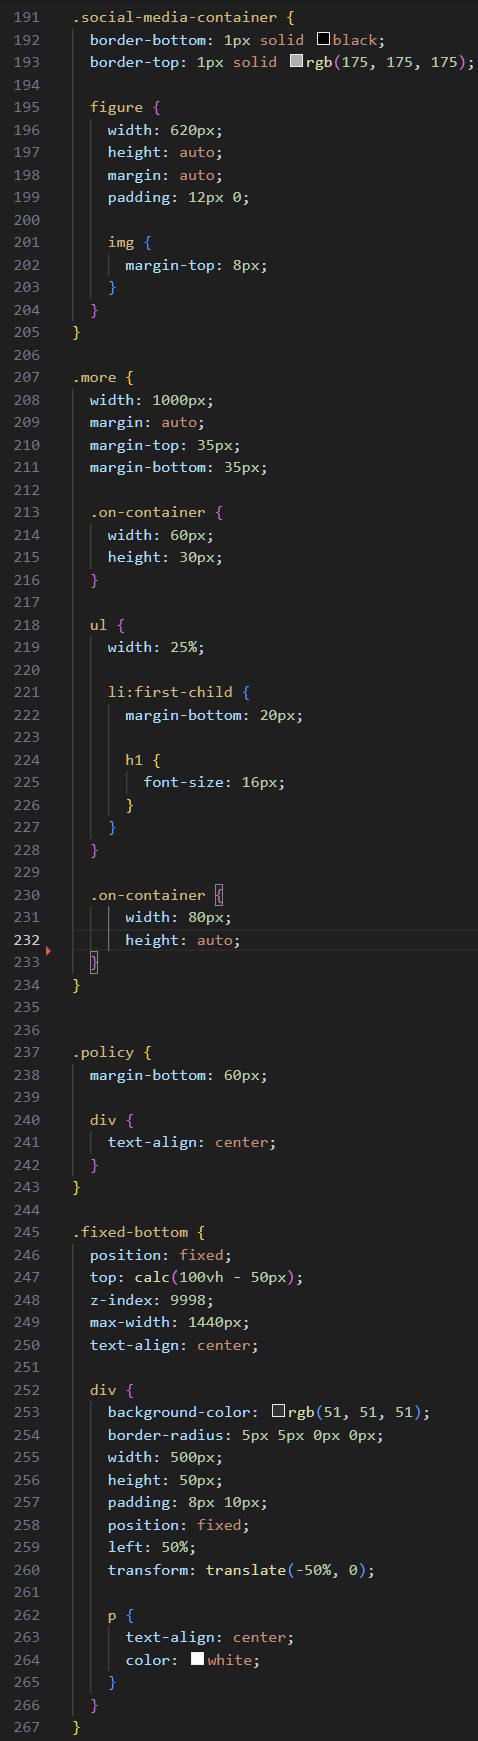 191 .social-media-container {
192 border-bottom: 1px solid black;
193 border-top: 1px solid rgb(175, 175, 175);
194
195 figure {
196 width: 620px;
197 height: auto;
198 margin: auto;
199 padding: 12px 0;
200
201 img {
202 margin-top: 8px;
203 }
204 }
205 }
206
207 .more {
208 width: 1000px;
209 margin: auto;
210 margin-top: 35px;
211 margin-bottom: 35px;
212
213 .on-container {
214 width: 60px;
215 height: 30px;
216 }
217
218 ul {
219 width: 25%;
220
221 li:first-child {
222 margin-bottom: 20px;
223
224 h1 {
225 font-size: 16px;
226 }
227 }
228 }
229
230 .on-container {
231 width: 80px;
232 height: auto;
233 }
234 }
235
236
237 .policy {
238 margin-bottom: 60px;
239
240 div {
241 text-align: center;
242 }
243 }
244
245 .fixed-bottom {
246 position: fixed;
247 top: calc(100vh - 50px);
248 z-index: 9998;
249 max-width: 1440px;
250 text-align: center;
251
252 div {
253 background-color: rgb(51, 51, 51);
254 border-radius: 5px 5px 0px 0px;
255 width: 500px;
256 height: 50px;
257 padding: 8px 10px;
258 position: fixed;
259 left: 50%;
260 transform: translate(-50%, 0);
261
262 p {
263 text-align: center;
264 color: white;
265 }
266 }
267 }